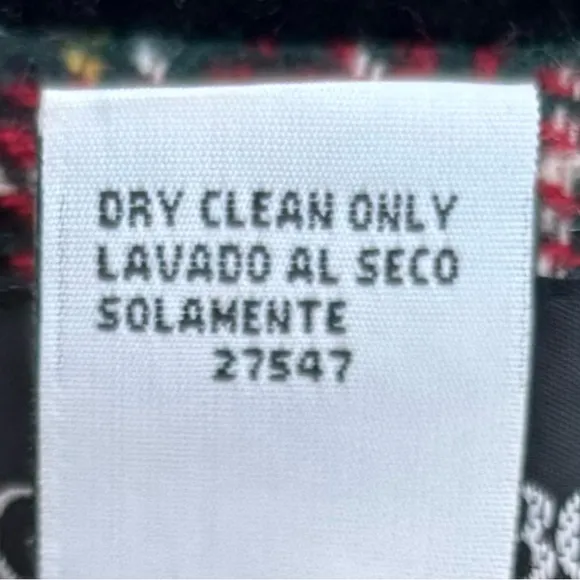 DRY CLEAN ONLY
LAVADO AL SECO
SOLAMENTE
27547